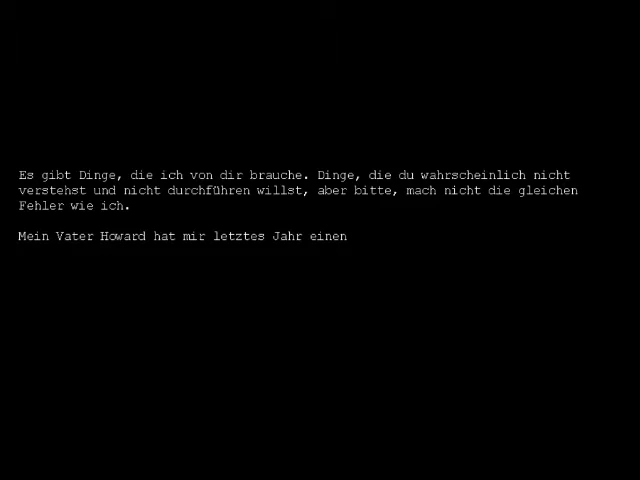 Es gibt Dinge, die ich von dir brauche. Dinge, die du wahrscheinlich nicht
verstehst und nicht durchführen willst, aber bitte, mach nicht die gleichen
Fehler wie ich.
Mein Vater Howard hat mir letztes Jahr einen